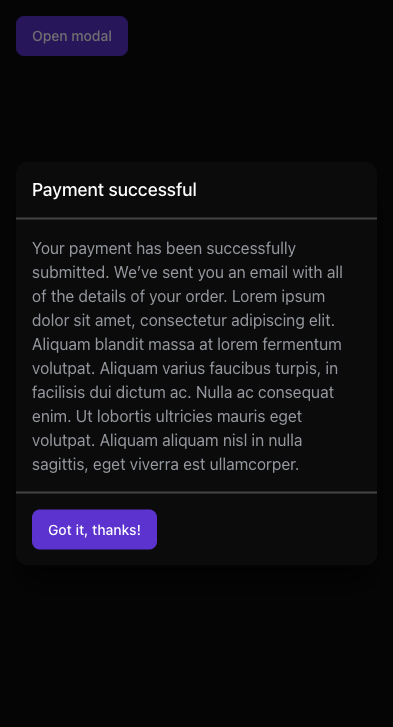 Open modal
Payment successful
Your payment has been successfully
submitted. We’ve sent you an email with all
of the details of your order. Lorem ipsum
dolor sit amet, consectetur adipiscing elit.
Aliquam blandit massa at lorem fermentum
volutpat. Aliquam varius faucibus turpis, in
facilisis dui dictum ac. Nulla ac consequat
enim. Ut lobortis ultricies mauris eget
volutpat. Aliquam aliquam nisl in nulla
sagittis, eget viverra est ullamcorper.
Got it, thanks!